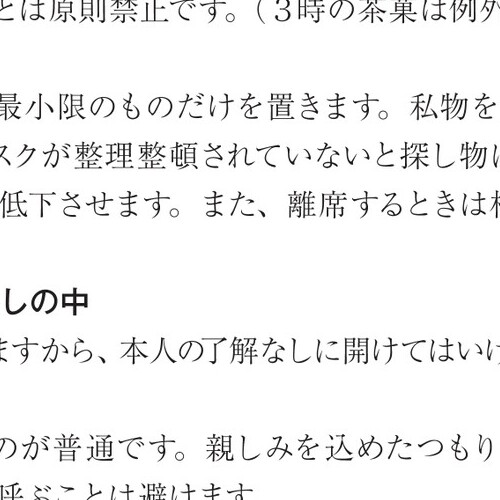 とは原則禁止です。(3時の茶菓は例外
最小限のものだけを置きます。私物を
スクが整理整頓されていないと探し物に
低下させます。また、離席するときは
しの中
ますから、本人の了解なしに開けてはいけ
のが普通です。親しみを込めたつもり
呼ぶことは避けます